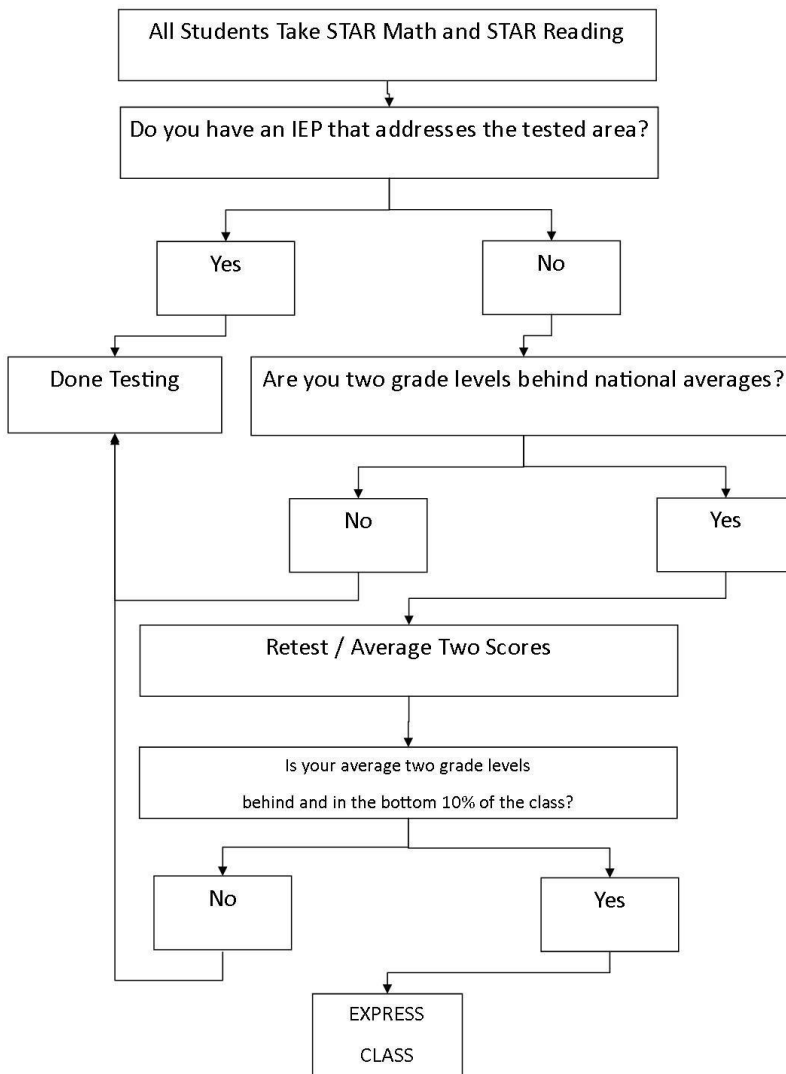 All Students Take STAR Math and STAR Reading
Do you have an IEP that addresses the tested area?
Yes
No
Done Testing
Are you two grade levels behind national averages?
No
Yes
Retest / Average Two Scores
Is your average two grade levels
behind and in the bottom 10% of the class?
No
Yes
EXPRESS
CLASS